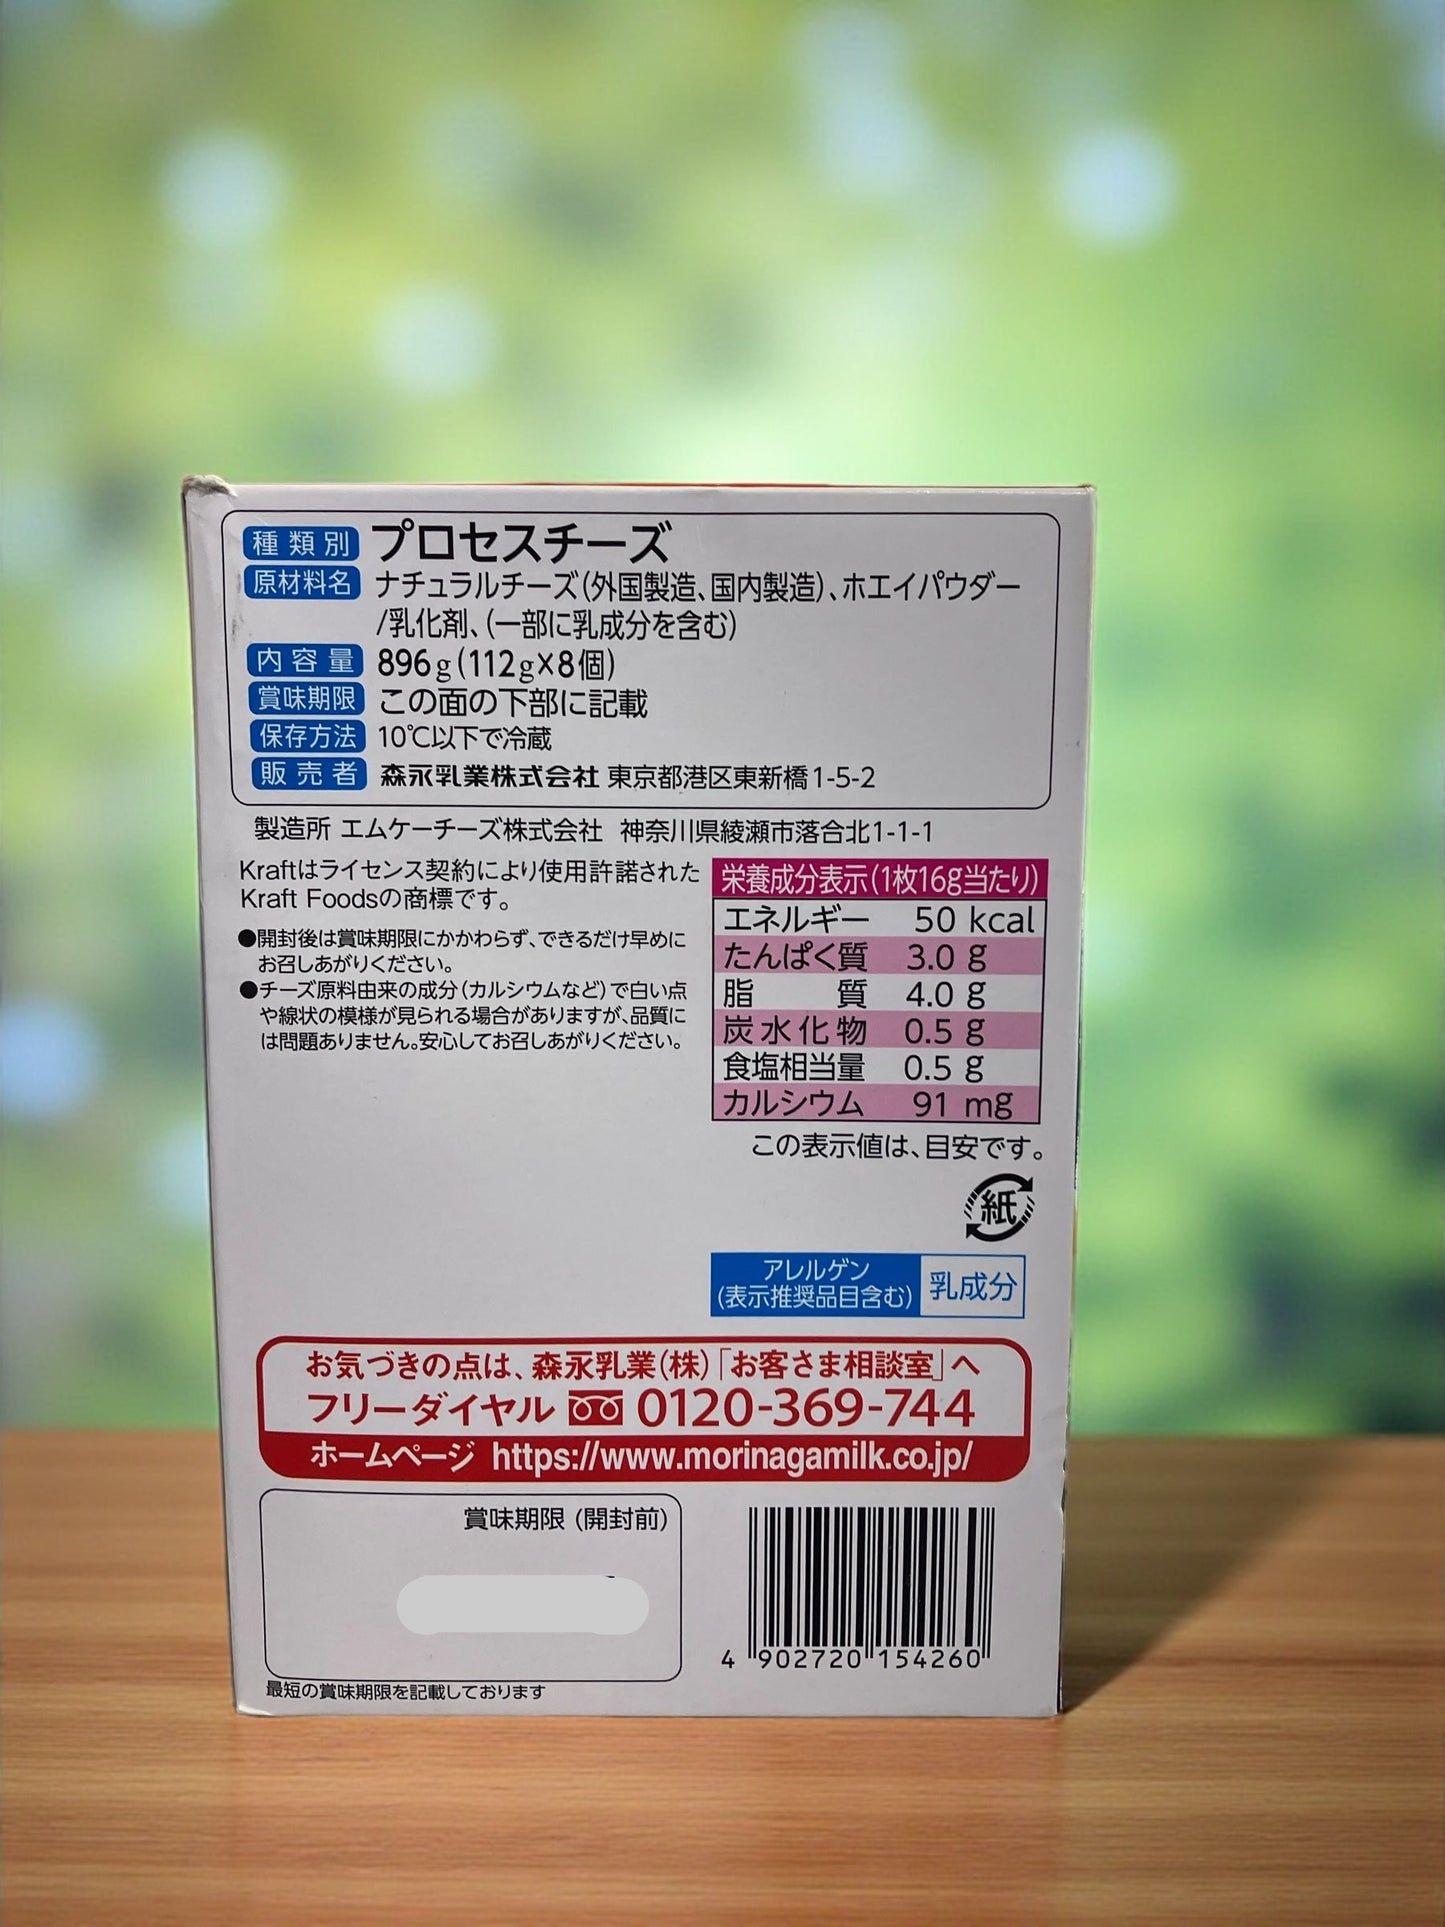 種類別 プロセスチーズ
原材料名 ナチュラルチーズ(外国製造、国内製造)、ホエイパウダー
/乳化剤、(一部に乳成分を含む)
内容量 896g(112g×8個)
賞味期限 この面の下部に記載
保存方法 10℃以下で冷蔵
販売者 森永乳業株式会社 東京都港区東新橋1-5-2
製造所 エムケーチーズ株式会社 神奈川県綾瀬市落合北1-1-1
Kraftはライセンス契約により使用許諾された
Kraft Foodsの商標です。
●開封後は賞味期限にかかわらず、できるだけ早めに
お召しあがりください。
●チーズ原料由来の成分(カルシウムなど)で白い点
や線状の模様が見られる場合がありますが、品質に
は問題ありません。安心してお召しあがりください。
栄養成分表示(1枚16g当たり)
エネルギー 50 kcal
たんぱく質 3.0 g
脂質 4.0 g
炭水化物 0.5 g
食塩相当量 0.5 g
カルシウム 91 mg
この表示値は、目安です。
紙
アレルゲン
(表示推奨品目含む)
乳成分
お気づきの点は、森永乳業(株)「お客さま相談室」へ
フリーダイヤル 0120-369-744
ホームページ https://www.morinagamilk.co.jp/
賞味期限 (開封前)
4 902720 154260
最短の賞味期限を記載しております